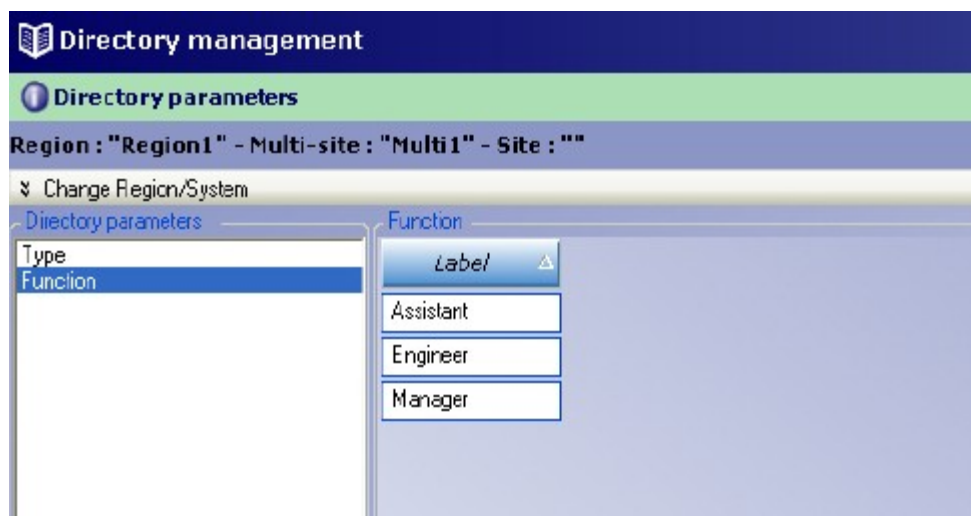 Directory management
Directory parameters
Region : "Region1" - Multi-site : "Multi1" - Site : ""
Change Region/System
Directory parameters
Type
Function
Function
Label
Assistant
Engineer
Manager